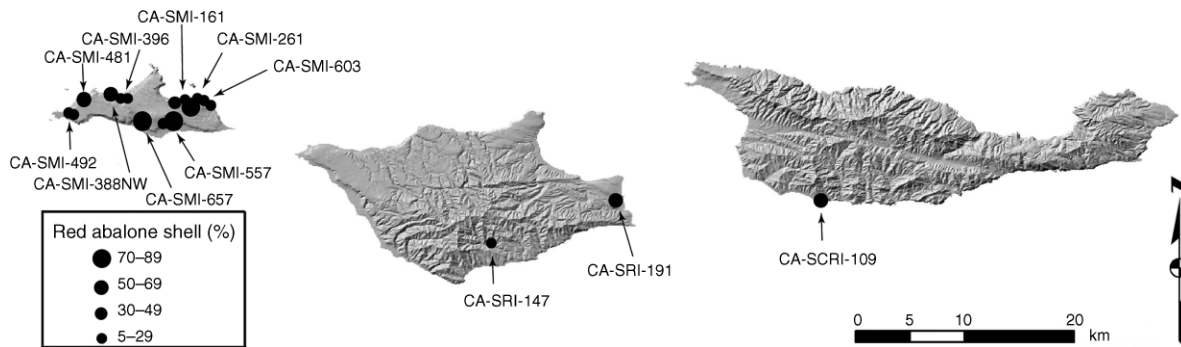 CA-SMI-161
CA-SMI-396
CA-SMI-261
CA-SMI-481
CA-SMI-603
CA-SMI-492
CA-SMI-557
CA-SMI-388NW
CA-SMI-657
Red abalone shell (%)
70–89
50–69
30–49
5–29
CA-SRI-191
CA-SRI-147
CA-SCRI-109
0 5 10 20
km